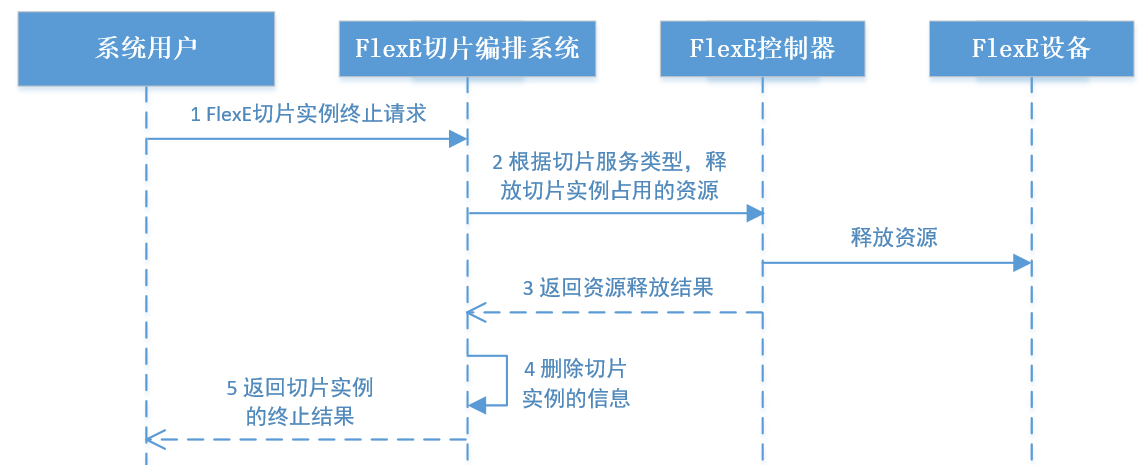 系统用户
FlexE切片编排系统
FlexE控制器
FlexE设备
1 FlexE切片实例终止请求
2 根据切片服务类型，释
放切片实例占用的资源
释放资源
3 返回资源释放结果
4 删除切片
实例的信息
5 返回切片实例
的终止结果